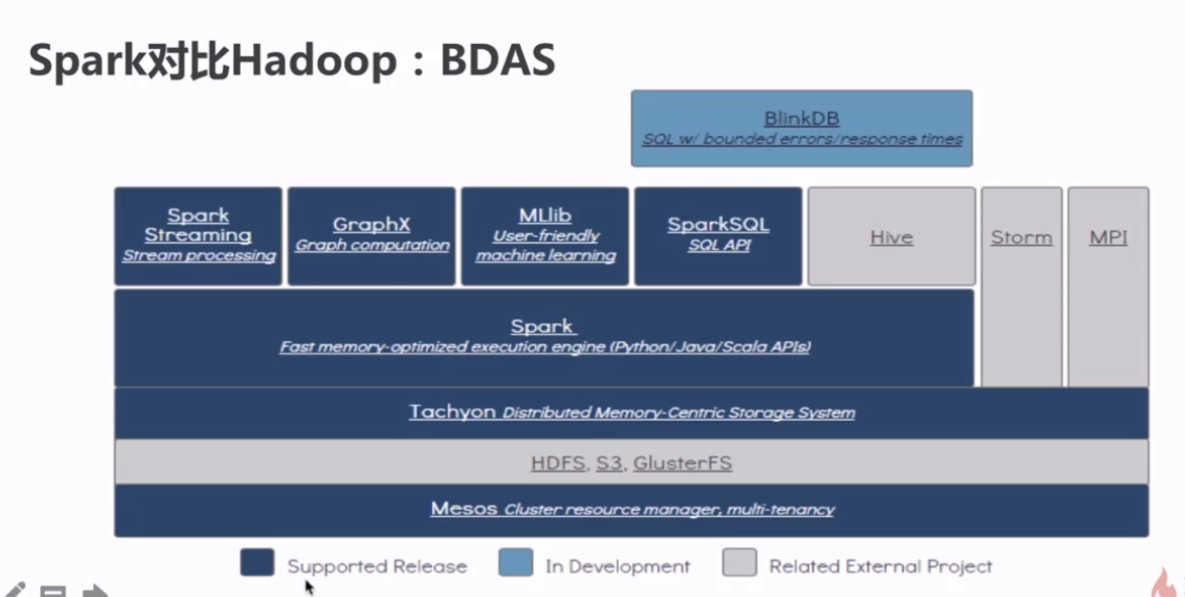 Spark对比Hadoop：BDAS
BlinkDB
SQL w/ bounded errors/response times
Spark
Streaming
Stream processing
GraphX
Graph computation
MLlib
User-friendly
machine learning
SparkSQL
SQL API
Hive
Storm
MPI
Spark
Fast memory-optimized execution engine (Python/Java/Scala APIs)
Tachyon Distributed Memory-Centric Storage System
HDFS, S3, GlusterFS
Mesos Cluster resource manager, multi-tenancy
Supported Release
In Development
Related External Project